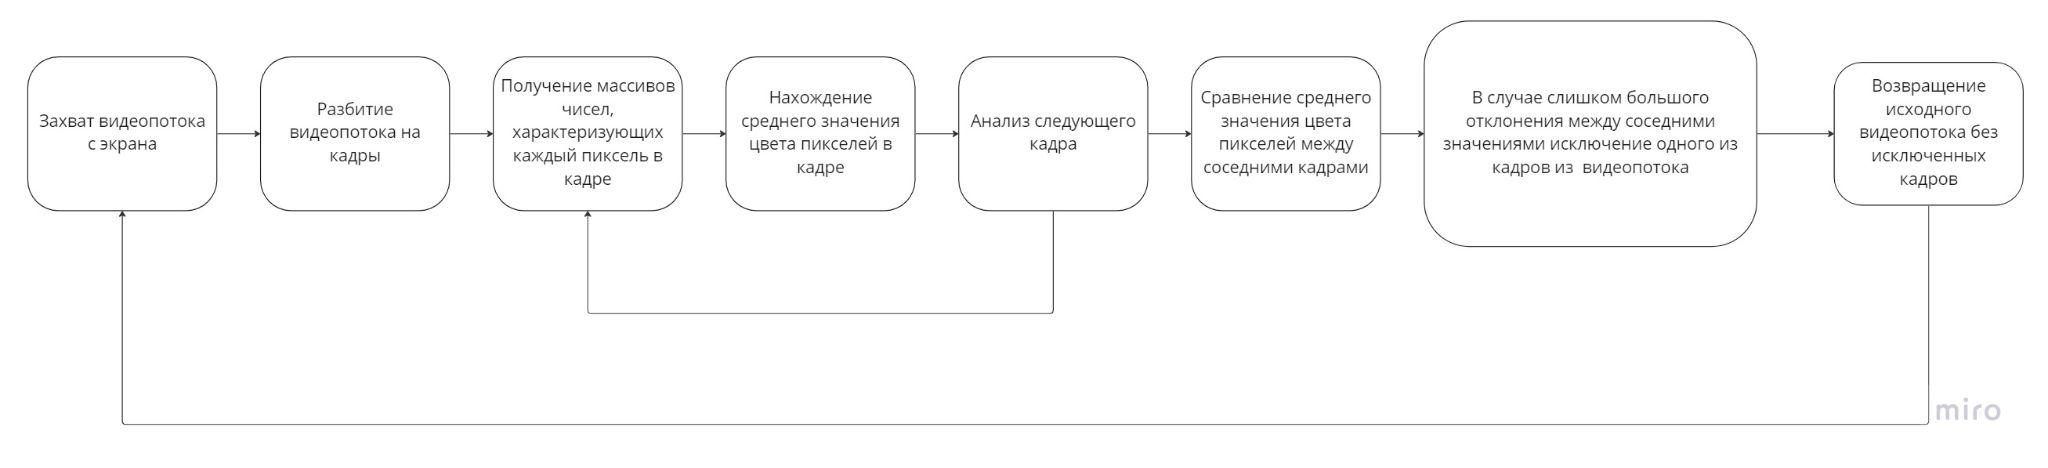 Захват видеопотока
с экрана
Разбитие
видеопотока на
кадры
Получение массивов
чисел,
характеризующих
каждый пиксель в
кадре
Нахождение
среднего значения
цвета пикселей в
кадре
Анализ следующего
кадра
Сравнение среднего
значения цвета
пикселей между
соседними кадрами
В случае слишком большого
отклонения между соседними
значениями исключение одного из
кадров из видеопотока
Возвращение
исходного
видеопотока без
исключенных
кадров
miro